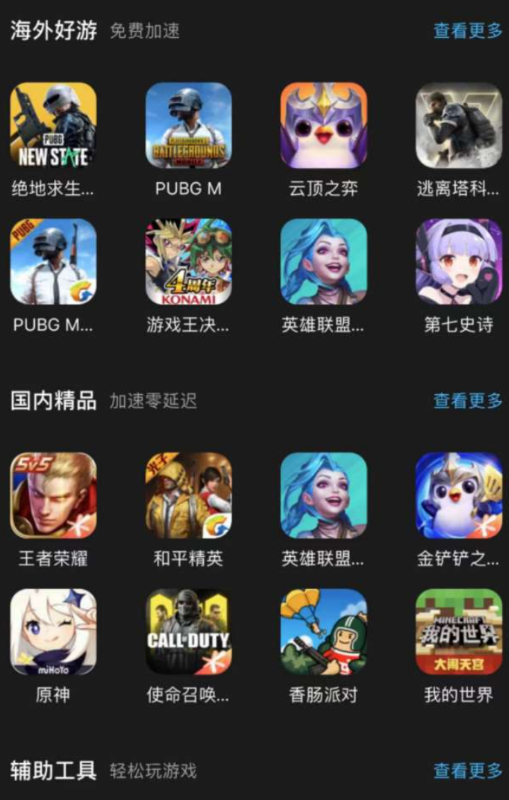 海外好游 免费加速 查看更多
PUBG
NEW STATE
BATTLEGROUNDS
绝地求生... PUBG M 云顶之弈 逃离塔科...
PUBG
4周年
KONAMI
PUBG M... 游戏王决... 英雄联盟... 第七史诗
国内精品 加速零延迟 查看更多
5v5
王者荣耀 和平精英 英雄联盟... 金铲铲之...
miHoYo
CALL OF DUTY
MINECRAFT
我的世界
大闹天宫
原神 使命召唤... 香肠派对 我的世界
辅助工具 轻松玩游戏 查看更多